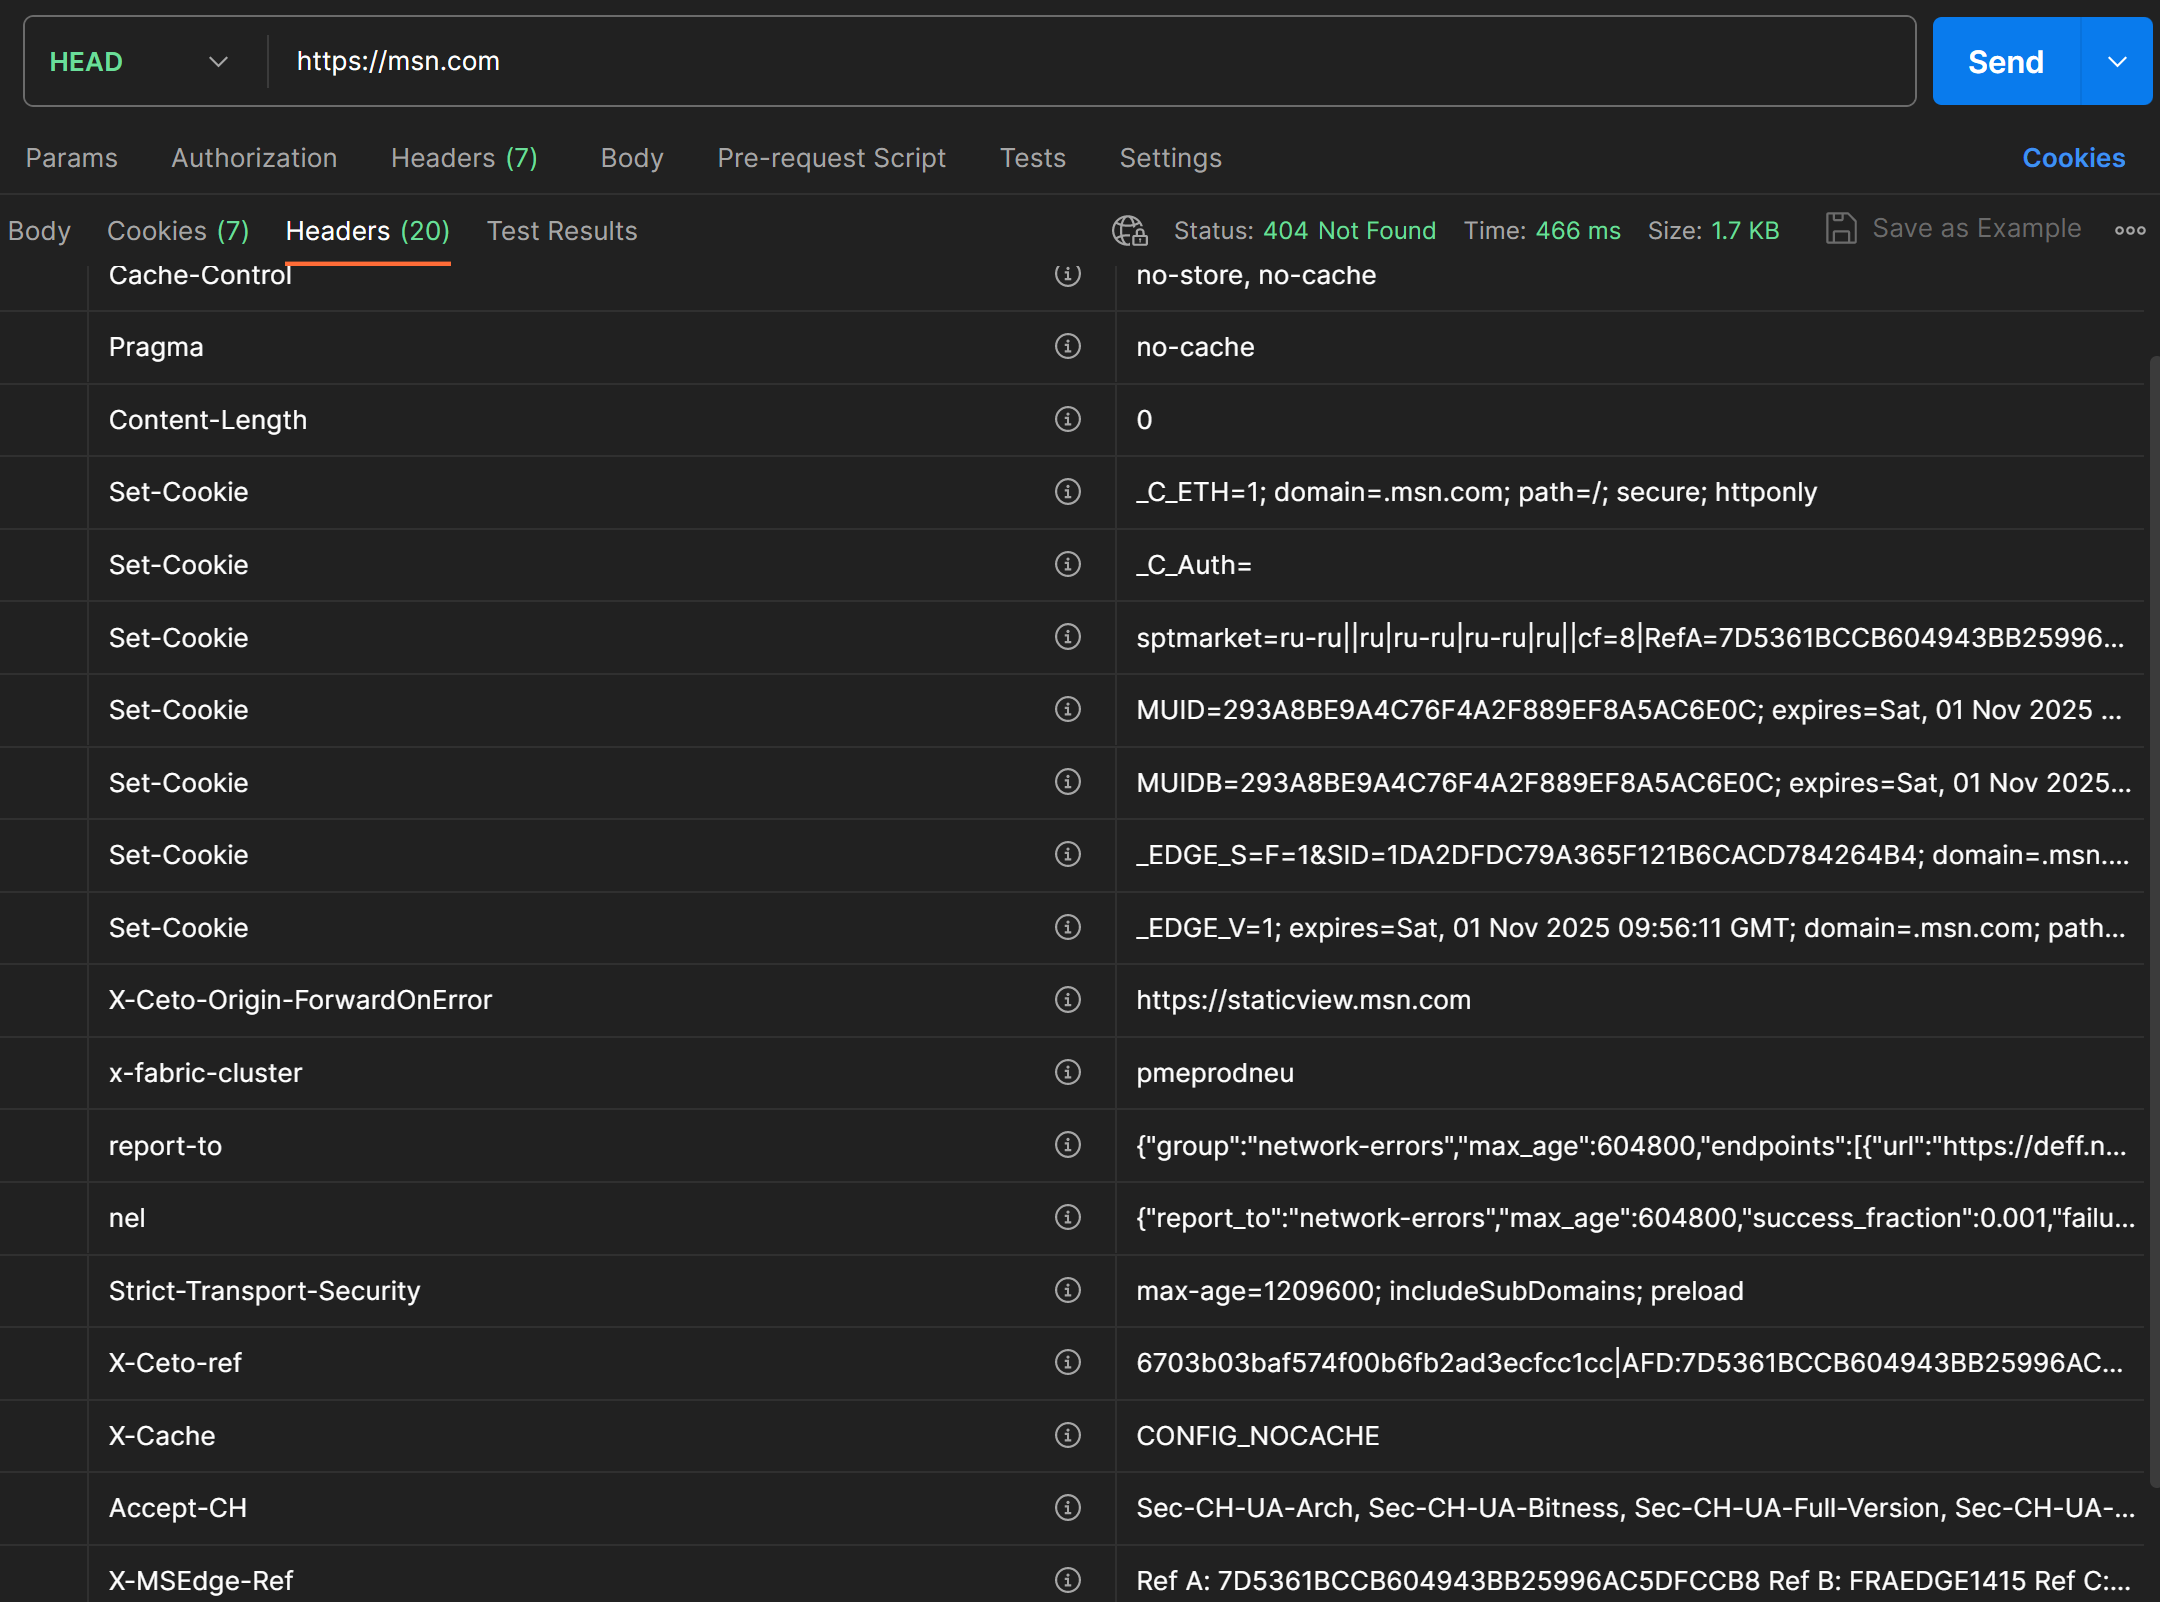 HEAD https://msn.com Send
Params Authorization Headers (7) Body Pre-request Script Tests Settings Cookies
Body Cookies (7) Headers (20) Test Results Status: 404 Not Found Time: 466 ms Size: 1.7 KB Save as Example
Cache-Control no-store, no-cache
Pragma no-cache
Content-Length 0
Set-Cookie _C_ETH=1; domain=.msn.com; path=/; secure; httponly
Set-Cookie _C_Auth=
Set-Cookie sptmarket=ru-ru||ru|ru-ru|ru-ru|ru||cf=8|RefA=7D5361BCCB604943BB25996...
Set-Cookie MUID=293A8BE9A4C76F4A2F889EF8A5AC6E0C; expires=Sat, 01 Nov 2025 ...
Set-Cookie MUIDB=293A8BE9A4C76F4A2F889EF8A5AC6E0C; expires=Sat, 01 Nov 2025...
Set-Cookie _EDGE_S=F=1&SID=1DA2DFDC79A365F121B6CACD784264B4; domain=.msn....
Set-Cookie _EDGE_V=1; expires=Sat, 01 Nov 2025 09:56:11 GMT; domain=.msn.com; path...
X-Ceto-Origin-ForwardOnError https://staticview.msn.com
x-fabric-cluster pmeprodneu
report-to {"group":"network-errors","max_age":604800,"endpoints":[{"url":"https://deff.n...
nel {"report_to":"network-errors","max_age":604800,"success_fraction":0.001,"failu...
Strict-Transport-Security max-age=1209600; includeSubDomains; preload
X-Ceto-ref 6703b03baf574f00b6fb2ad3ecfcc1cc|AFD:7D5361BCCB604943BB25996AC...
X-Cache CONFIG_NOCACHE
Accept-CH Sec-CH-UA-Arch, Sec-CH-UA-Bitness, Sec-CH-UA-Full-Version, Sec-CH-UA-...
X-MSEdge-Ref Ref A: 7D5361BCCB604943BB25996AC5DFCCB8 Ref B: FRAEDGE1415 Ref C:...